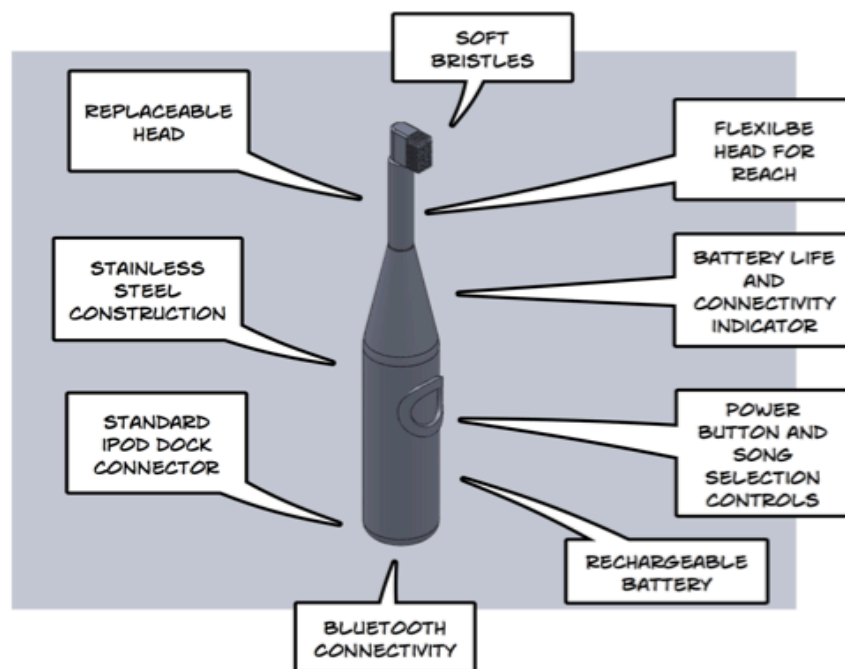 SOFT
BRISTLES
REPLACEABLE
HEAD
FLEXILBE
HEAD FOR
REACH
STAINLESS
STEEL
CONSTRUCTION
BATTERY LIFE
AND
CONNECTIVITY
INDICATOR
STANDARD
IPOD DOCK
CONNECTOR
POWER
BUTTON AND
SONG
SELECTION
CONTROLS
RECHARGEABLE
BATTERY
BLUETOOTH
CONNECTIVITY